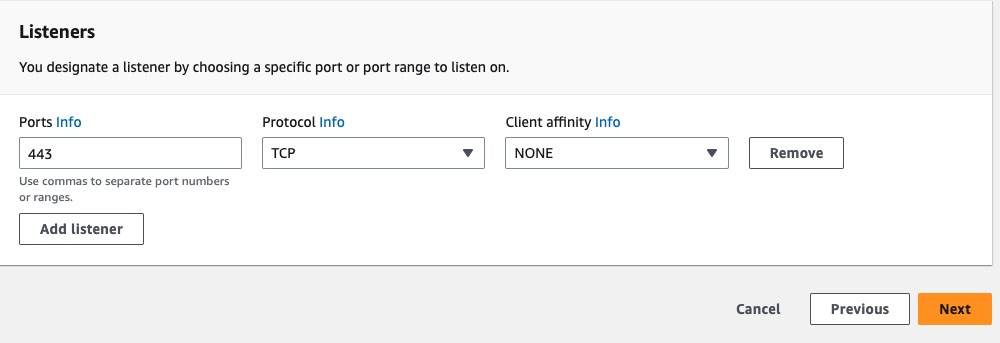 Listeners
You designate a listener by choosing a specific port or port range to listen on.
Ports Info
Protocol Info
Client affinity Info
443
TCP
NONE
Remove
Use commas to separate port numbers
or ranges.
Add listener
Cancel
Previous
Next